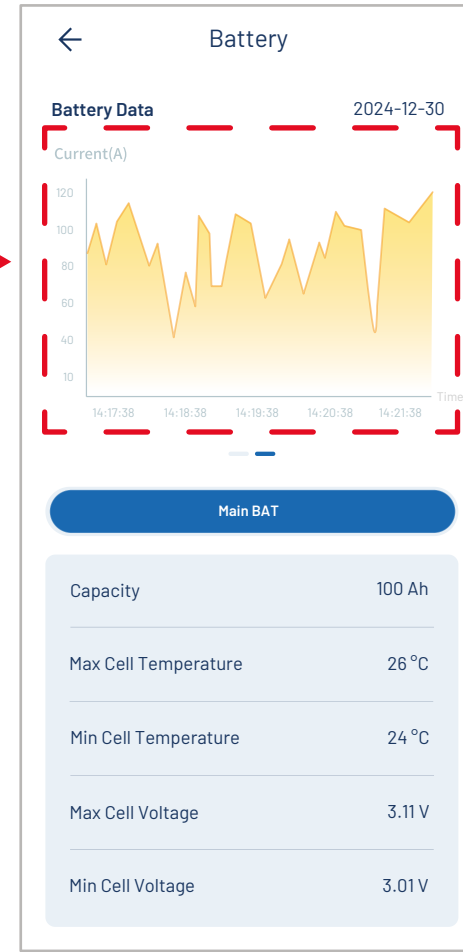 Battery
Battery Data 2024-12-30
Current(A)
120
100
80
60
40
10
Time
14:17:38 14:18:38 14:19:38 14:20:38 14:21:38
Main BAT
Capacity 100 Ah
Max Cell Temperature 26 °C
Min Cell Temperature 24 °C
Max Cell Voltage 3.11 V
Min Cell Voltage 3.01 V